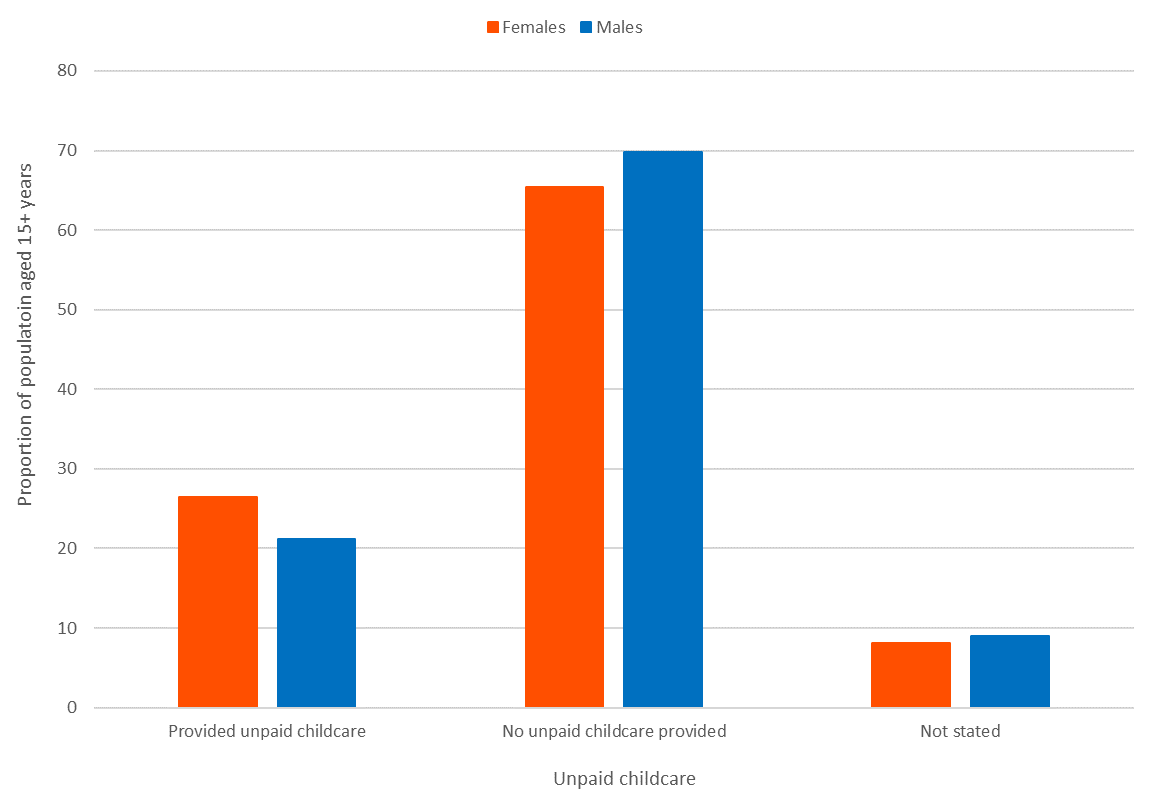 Females Males
80
70
60
50
40
30
20
10
0
Proportion of populatoin aged 15+ years
Provided unpaid childcare No unpaid childcare provided Not stated
Unpaid childcare